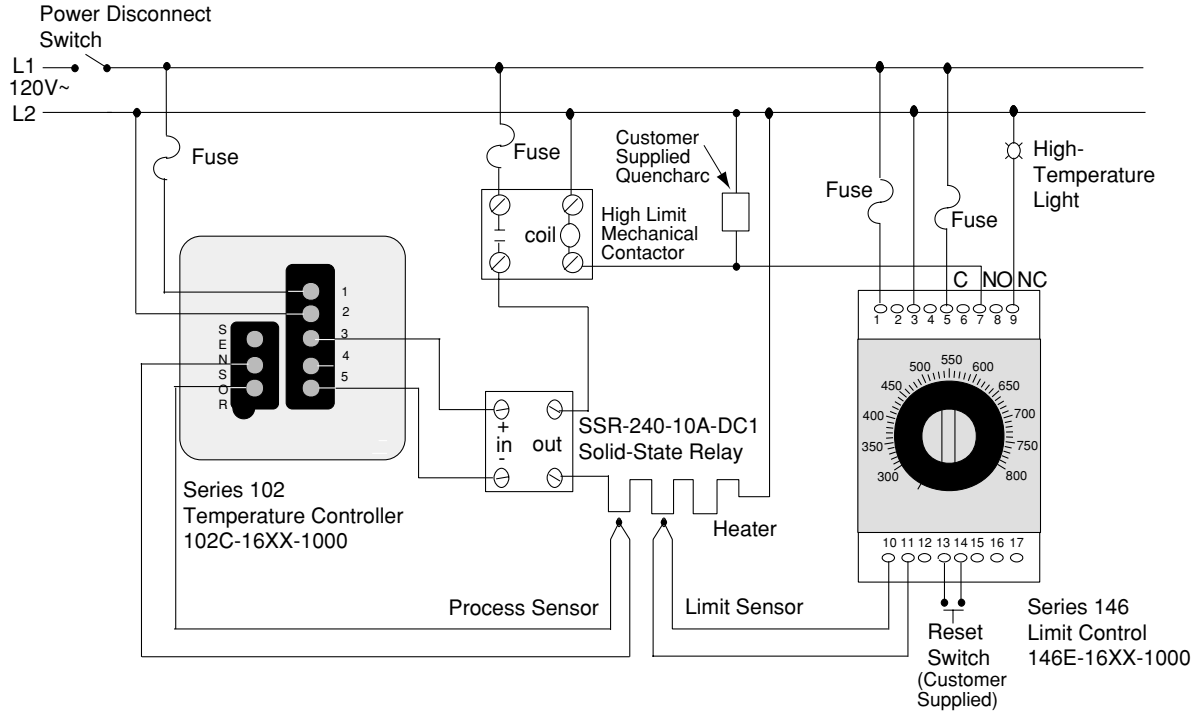 Power Disconnect
Switch
L1
120V~
L2
Fuse
Fuse
Customer
Supplied
Quencharc
Fuse
Fuse
High-
Temperature
Light
coil
High Limit
Mechanical
Contactor
C NO NC
1 2 3 4 5 6 7 8 9
1
2
3
4
5
SENSOR
300 350 400 450 500 550 600 650 700 750 800
+
in
-
out
SSR-240-10A-DC1
Solid-State Relay
Heater
Series 102
Temperature Controller
102C-16XX-1000
10 11 12 13 14 15 16 17
Process Sensor
Limit Sensor
Reset
Switch
(Customer
Supplied)
Series 146
Limit Control
146E-16XX-1000